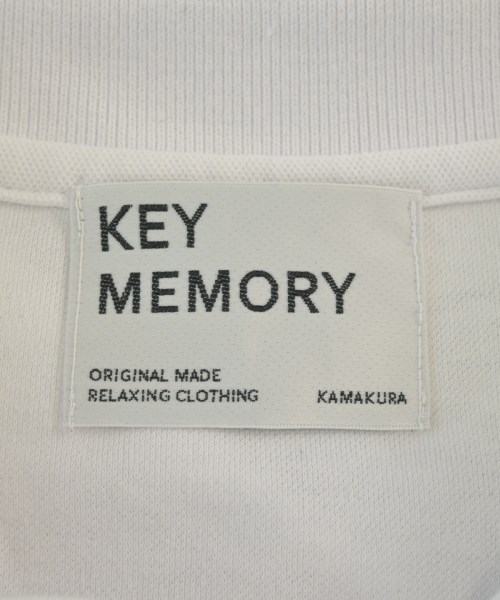 KEY
MEMORY
ORIGINAL MADE
RELAXING CLOTHING KAMAKURA